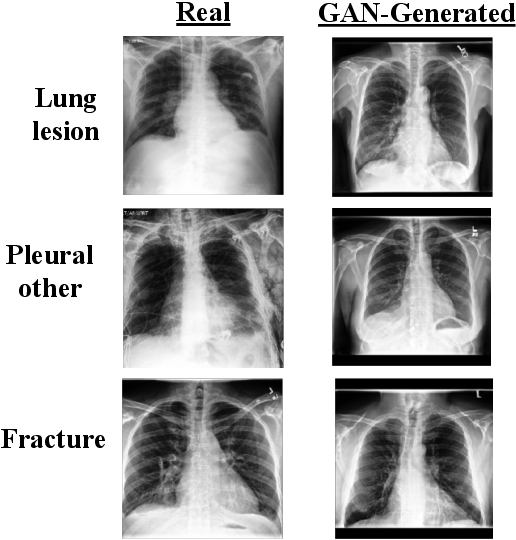 Real GAN-Generated
Lung
lesion
Pleural
other
Fracture
L